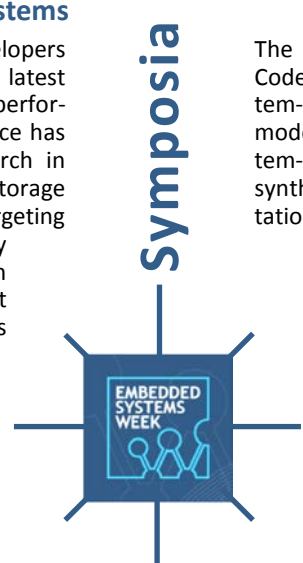 stems
elopers
latest
perfor-
ce has
rch in
torage
rgeting
y
n
t
s
Symposia
The
Code
tem-
mode
tem-
synth
tatio
EMBEDDED
SYSTEMS
WEEK